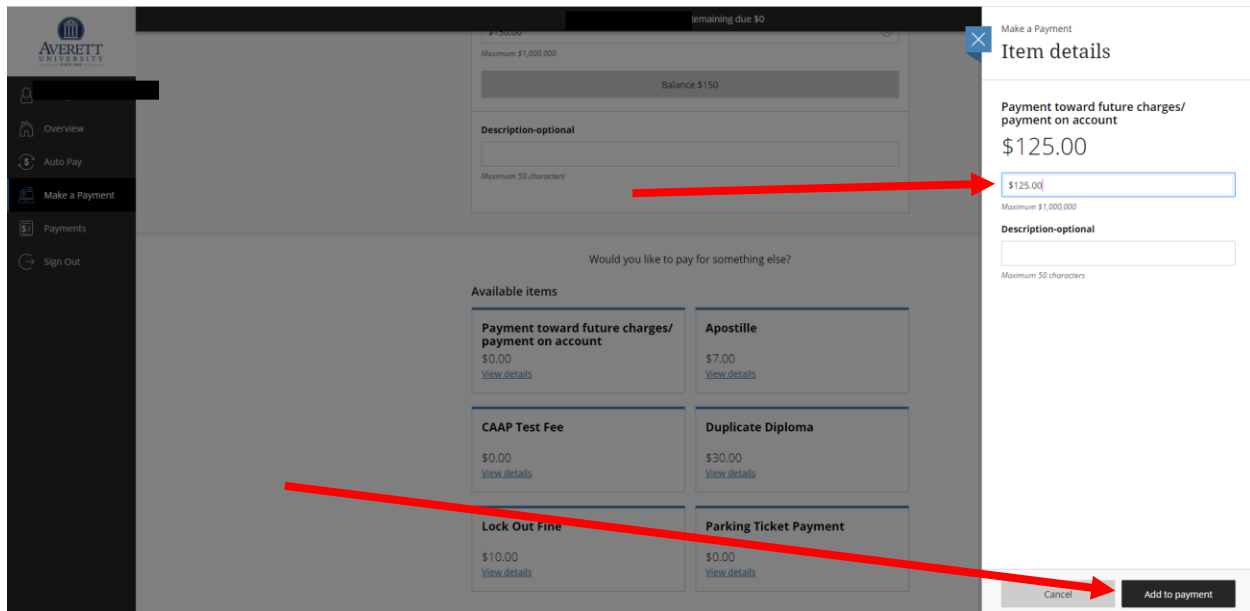 AVERETT
UNIVERSITY
Overview
Auto Pay
Make a Payment
Payments
Sign Out
remaining due $0
$150.00
Maximum $1,000,000
Balance $150
Description-optional
Maximum 50 characters
Would you like to pay for something else?
Available items
Payment toward future charges/
payment on account
$0.00
View details
Apostille
$7.00
View details
CAAP Test Fee
$0.00
View details
Duplicate Diploma
$30.00
View details
Lock Out Fine
$10.00
View details
Parking Ticket Payment
$0.00
View details
Make a Payment
Item details
Payment toward future charges/
payment on account
$125.00
$125.00
Maximum $1,000,000
Description-optional
Maximum 50 characters
Cancel
Add to payment